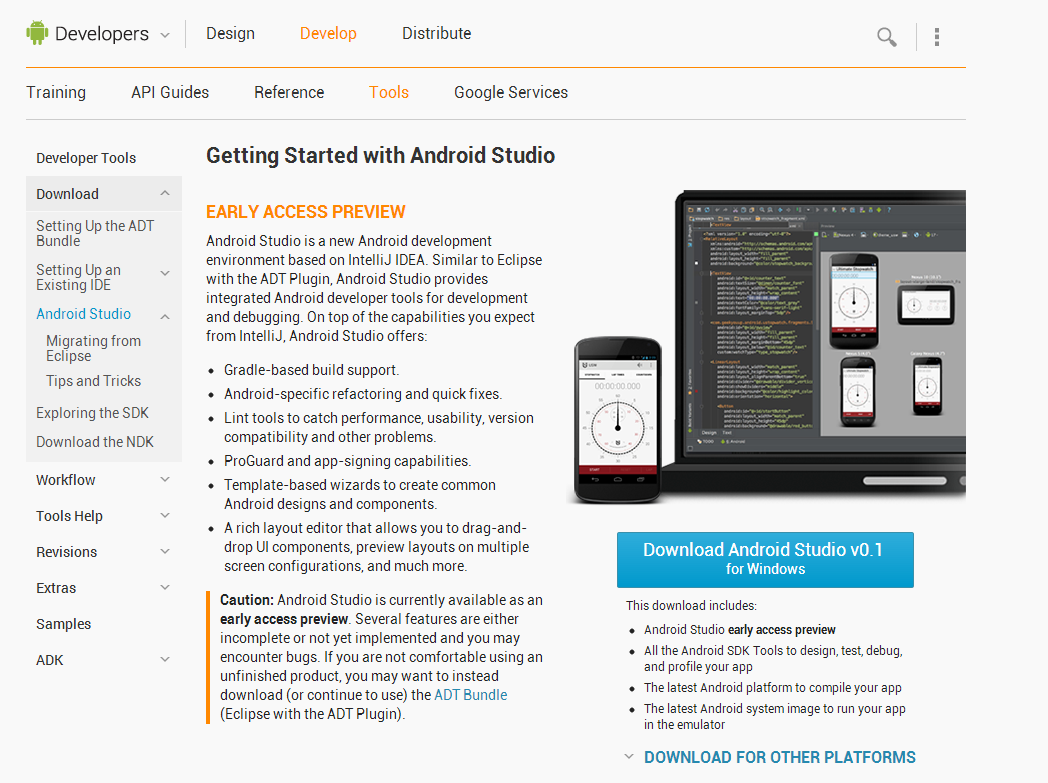 Developers
Design
Develop
Distribute
Training
API Guides
Reference
Tools
Google Services
Developer Tools
Download
Setting Up the ADT
Bundle
Setting Up an
Existing IDE
Android Studio
Migrating from
Eclipse
Tips and Tricks
Exploring the SDK
Download the NDK
Workflow
Tools Help
Revisions
Extras
Samples
ADK
Getting Started with Android Studio
EARLY ACCESS PREVIEW
Android Studio is a new Android development
environment based on IntelliJ IDEA. Similar to Eclipse
with the ADT Plugin, Android Studio provides
integrated Android developer tools for development
and debugging. On top of the capabilities you expect
from IntelliJ, Android Studio offers:
• Gradle-based build support.
• Android-specific refactoring and quick fixes.
• Lint tools to catch performance, usability, version
compatibility and other problems.
• ProGuard and app-signing capabilities.
• Template-based wizards to create common
Android designs and components.
• A rich layout editor that allows you to drag-and-
drop UI components, preview layouts on multiple
screen configurations, and much more.
Caution: Android Studio is currently available as an
early access preview. Several features are either
incomplete or not yet implemented and you may
encounter bugs. If you are not comfortable using an
unfinished product, you may want to instead
download (or continue to use) the ADT Bundle
(Eclipse with the ADT Plugin).
00:00:00.000
START
Download Android Studio v0.1
for Windows
This download includes:
• Android Studio early access preview
• All the Android SDK Tools to design, test, debug,
and profile your app
• The latest Android platform to compile your app
• The latest Android system image to run your app
in the emulator
DOWNLOAD FOR OTHER PLATFORMS